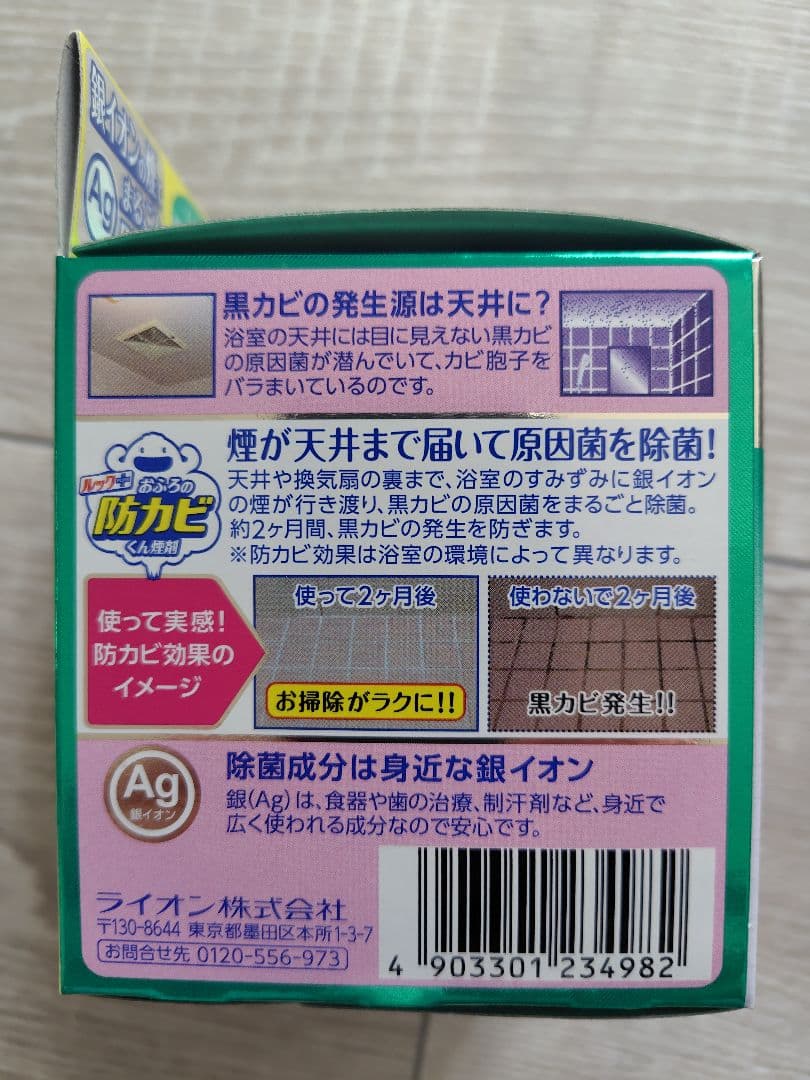 銀イオンの煙
Ag
黒カビの発生源は天井に?
浴室の天井には目に見えない黒カビ
の原因菌が潜んでいて、カビ胞子を
バラまいているのです。
煙が天井まで届いて原因菌を除菌!
ルックプラス
おふろの
防カビ
くん煙剤
天井や換気扇の裏まで、浴室のすみずみに銀イオン
の煙が行き渡り、黒カビの原因菌をまるごと除菌。
約2ヶ月間、黒カビの発生を防ぎます。
※防カビ効果は浴室の環境によって異なります。
使って実感!
防カビ効果の
イメージ
使って2ヶ月後
お掃除がラクに!!
使わないで2ヶ月後
黒カビ発生!!
Ag
銀イオン
除菌成分は身近な銀イオン
銀(Ag)は、食器や歯の治療、制汗剤など、身近で
広く使われる成分なので安心です。
ライオン株式会社
〒130-8644 東京都墨田区本所1-3-7
お問合せ先 0120-556-973
4 903301 234982